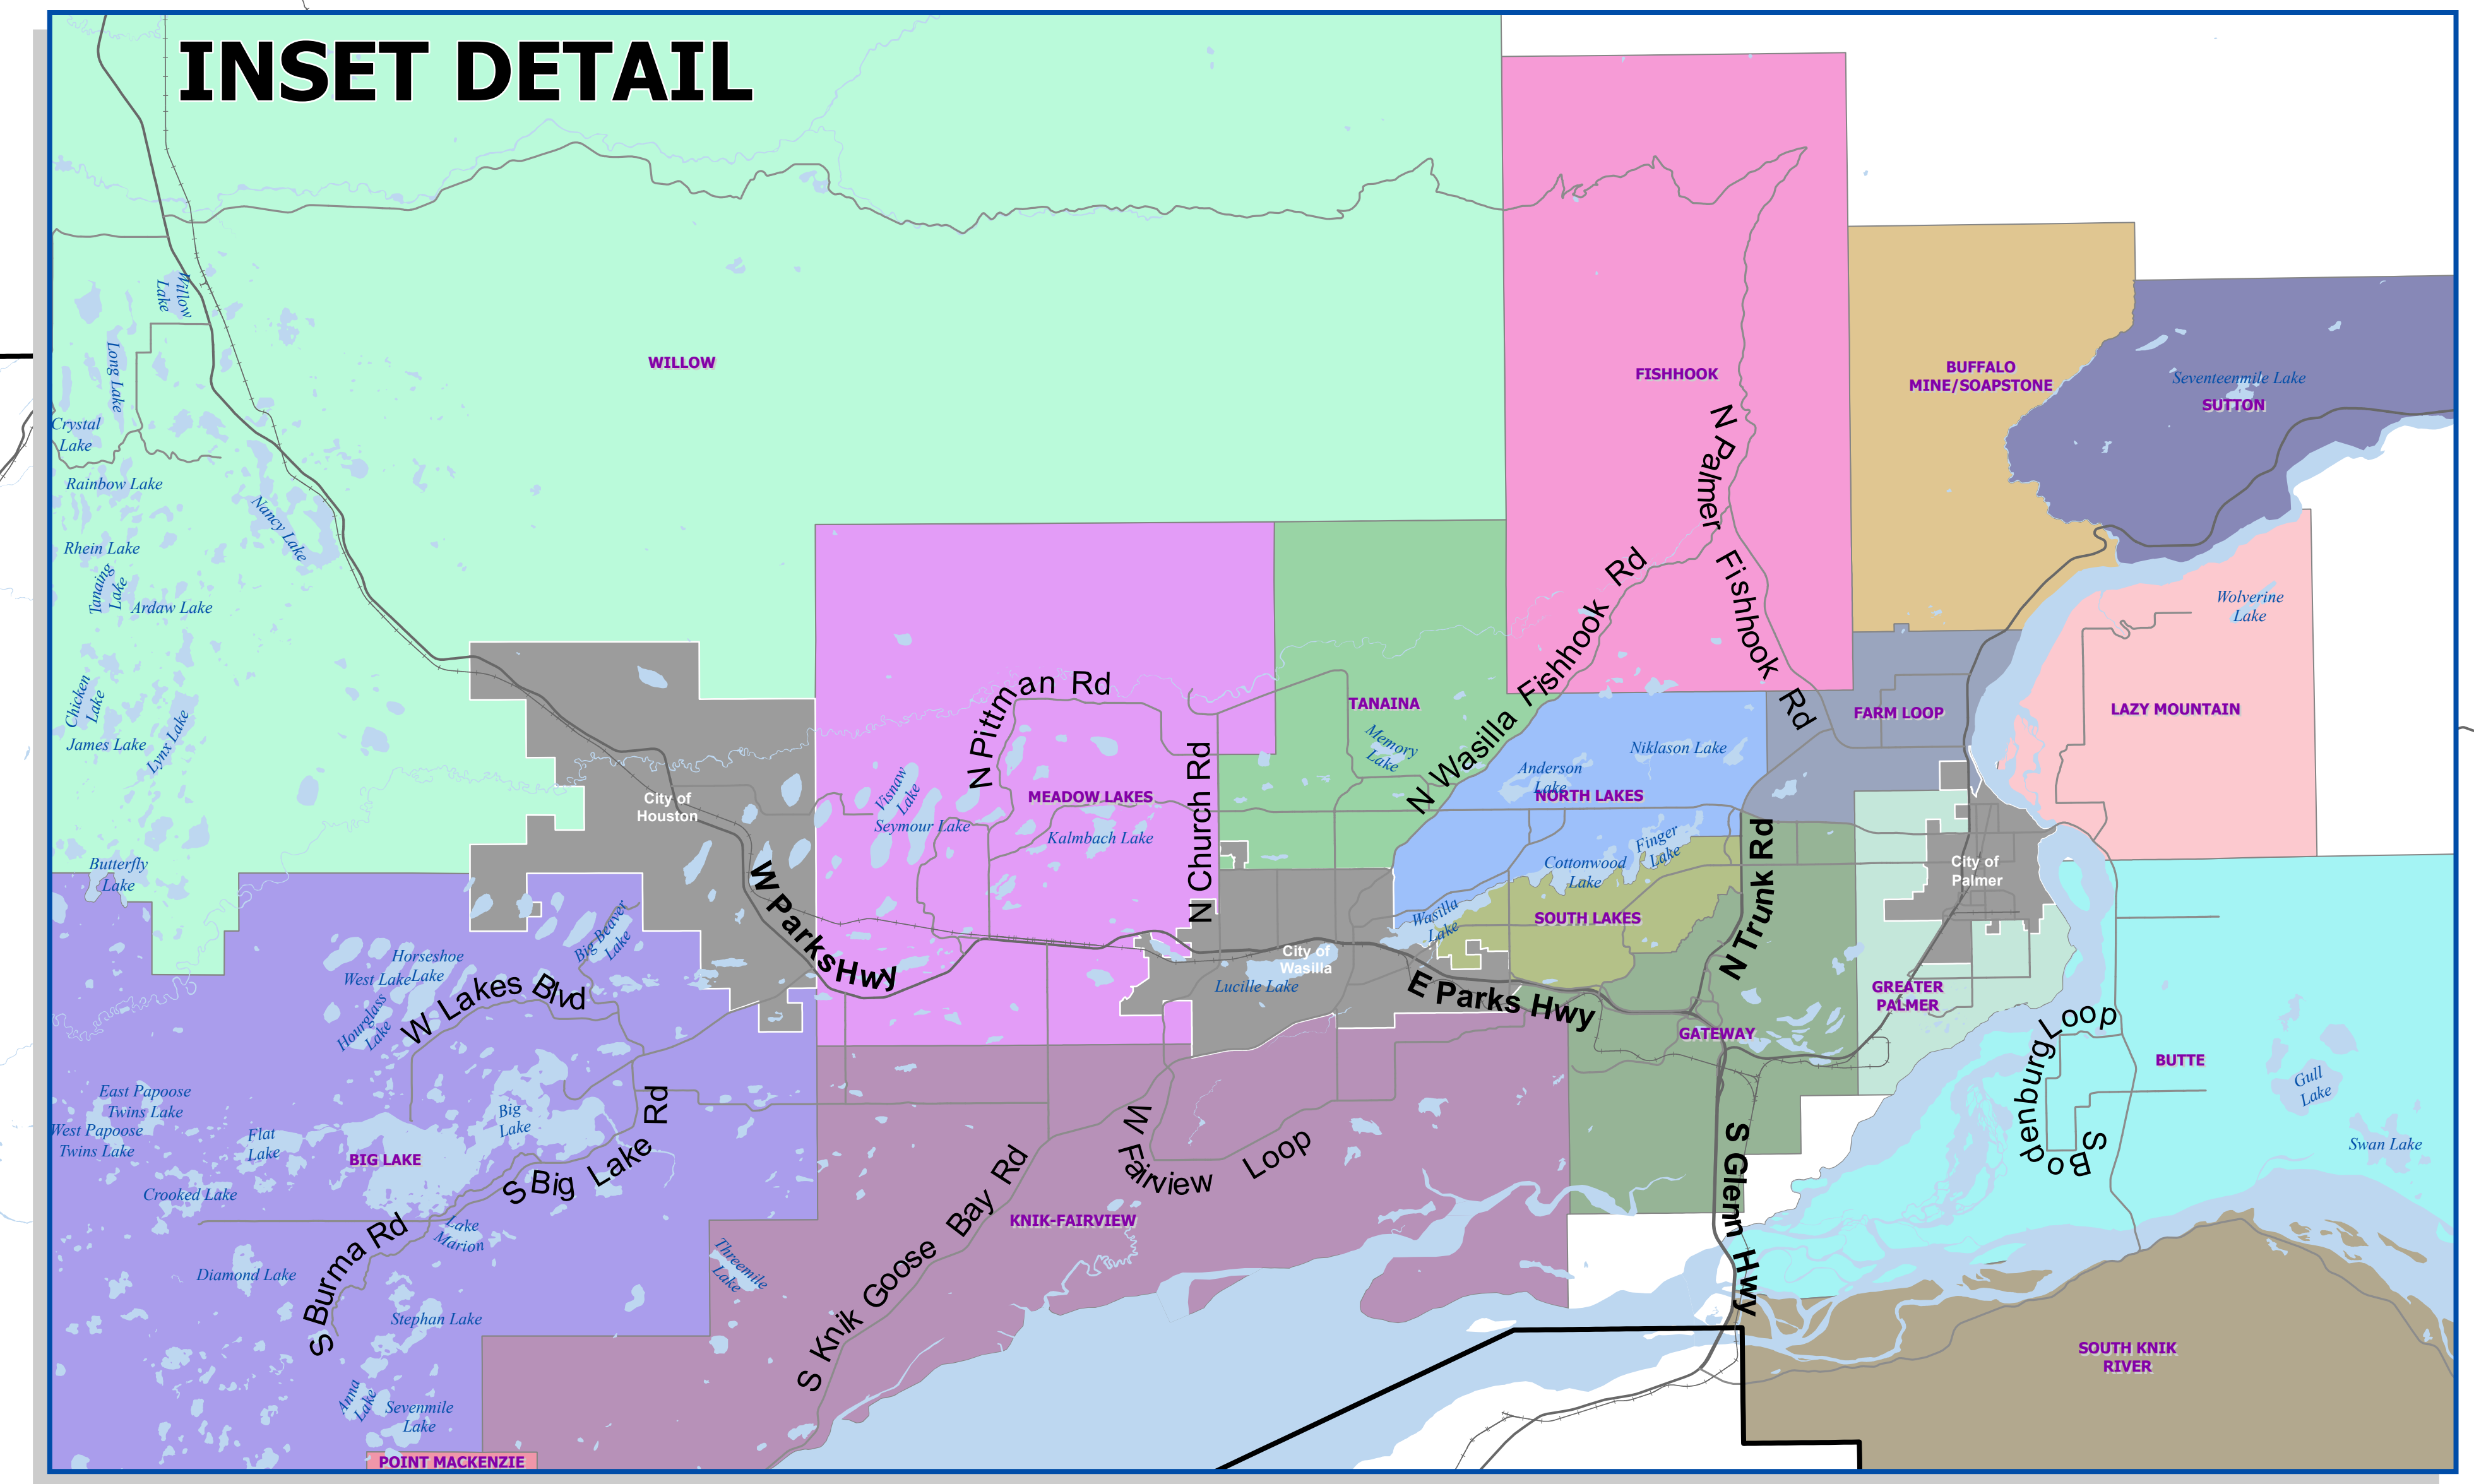 INSET DETAIL
Willow
Lake
Long Lake
WILLOW
FISHHOOK
BUFFALO
MINE/SOAPSTONE
Seventeenmile Lake
SUTTON
Crystal
Lake
Rainbow Lake
Nancy Lake
N Palmer Fishhook Rd
Rhein Lake
Tanaing
Lake
Ardaw Lake
N Wasilla Fishhook Rd
Wolverine
Lake
Chicken
Lake
James Lake
Lynx Lake
N Pittman Rd
TANAINA
Memory
Lake
FARM LOOP
LAZY MOUNTAIN
Niklason Lake
Anderson
Lake
NORTH LAKES
City of
Houston
Visnaw
Lake
Seymour Lake
MEADOW LAKES
Kalmbach Lake
N Church Rd
Finger
Lake
Cottonwood
Lake
N Trunk Rd
City of
Palmer
Butterfly
Lake
W Parks Hwy
Wasilla
Lake
SOUTH LAKES
Big Beaver
Lake
Horseshoe
Lake
West Lake
Hourglass
Lake
W Lakes Blvd
City of
Wasilla
Lucille Lake
E Parks Hwy
GREATER
PALMER
GATEWAY
S Bodenburg Loop
BUTTE
Gull
Lake
Swan Lake
East Papoose
Twins Lake
West Papoose
Twins Lake
Flat
Lake
Big
Lake
BIG LAKE
S Big Lake Rd
Crooked Lake
Lake
Marion
S Burma Rd
Diamond Lake
Stephan Lake
Anna
Lake
Sevenmile
Lake
POINT MACKENZIE
Threemile
Lake
S Knik Goose Bay Rd
KNIK-FAIRVIEW
W Fairview Loop
S Glenn Hwy
SOUTH KNIK
RIVER